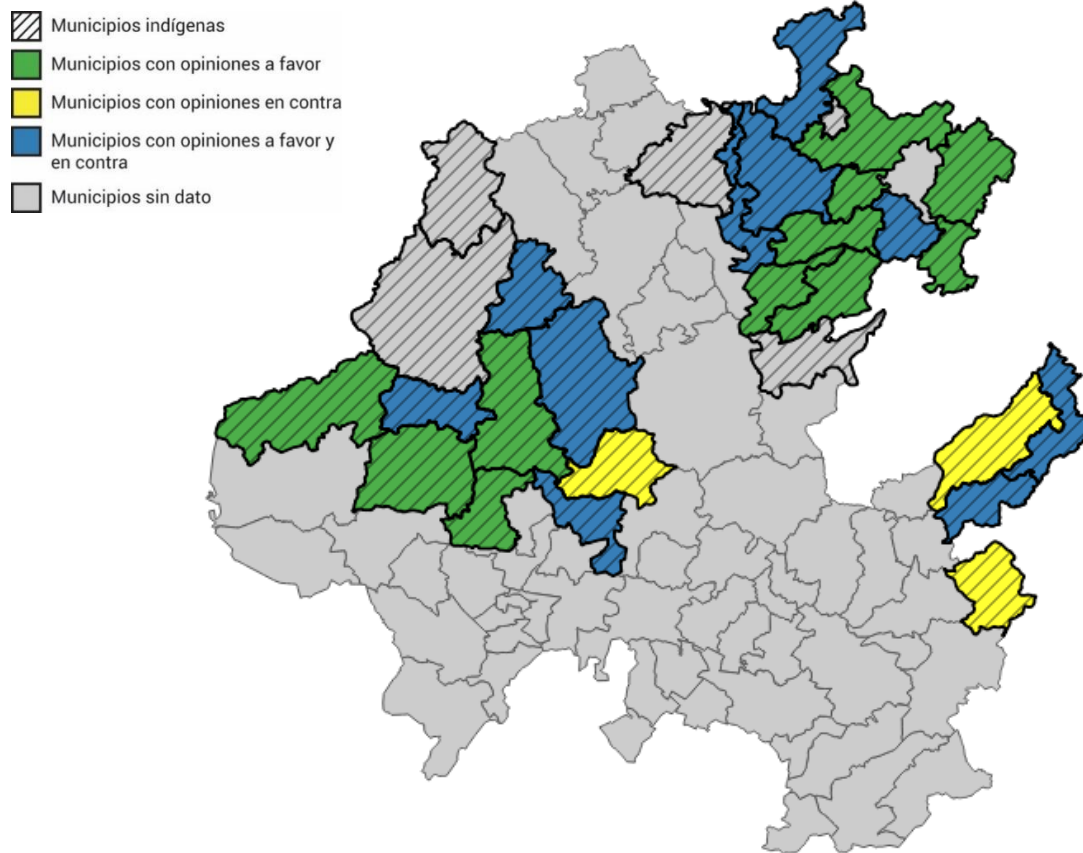 Municipios indígenas
Municipios con opiniones a favor
Municipios con opiniones en contra
Municipios con opiniones a favor y
en contra
Municipios sin dato